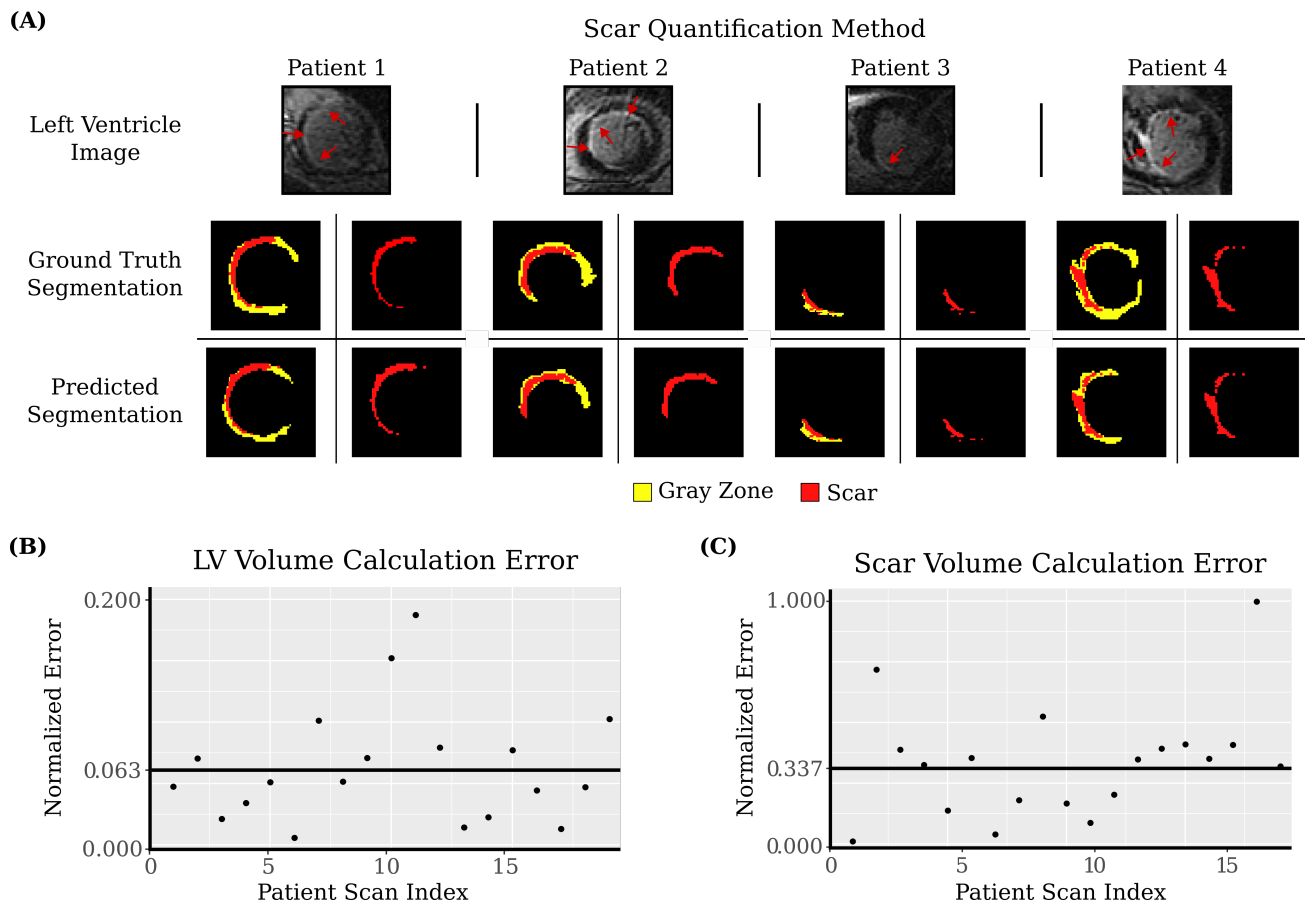 (A)
Scar Quantification Method
Patient 1
Patient 2
Patient 3
Patient 4
Left Ventricle
Image
Ground Truth
Segmentation
Predicted
Segmentation
Gray Zone
Scar
(B)
LV Volume Calculation Error
Normalized Error
0.200
0.063
0.000
0
5
10
15
Patient Scan Index
(C)
Scar Volume Calculation Error
Normalized Error
1.000
0.337
0.000
0
5
10
15
Patient Scan Index